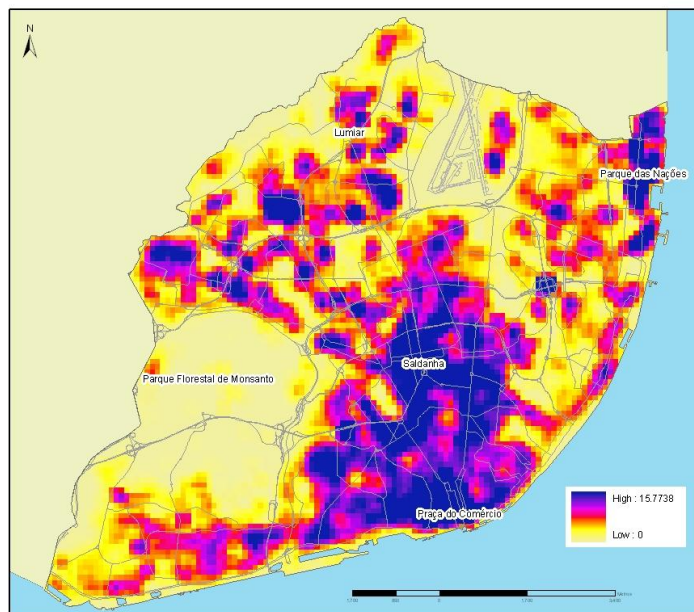 N
Lumiar
Parque das Nações
Saldanha
Parque Florestal de Monsanto
High : 15.7738
Low : 0
Praça do Comércio